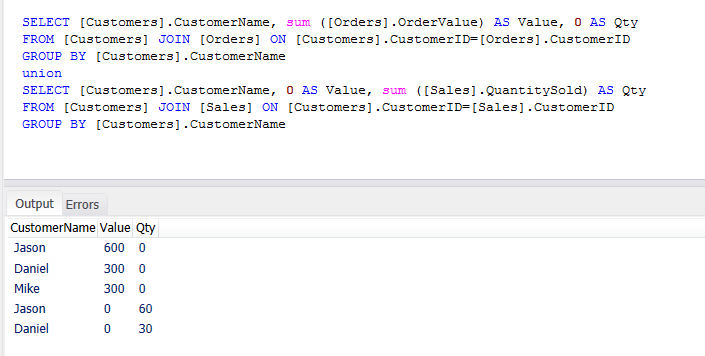 SELECT [Customers].CustomerName, sum ([Orders].OrderValue) AS Value, 0 AS Qty
FROM [Customers] JOIN [Orders] ON [Customers].CustomerID=[Orders].CustomerID
GROUP BY [Customers].CustomerName
union
SELECT [Customers].CustomerName, 0 AS Value, sum ([Sales].QuantitySold) AS Qty
FROM [Customers] JOIN [Sales] ON [Customers].CustomerID=[Sales].CustomerID
GROUP BY [Customers].CustomerName
Output Errors
CustomerName Value Qty
Jason 600 0
Daniel 300 0
Mike 300 0
Jason 0 60
Daniel 0 30